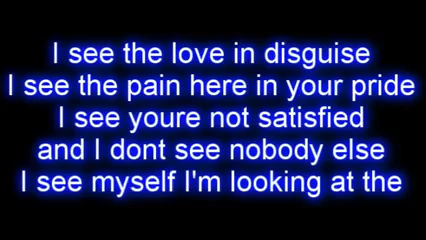 I see the love in disguise
I see the pain here in your pride
I see youre not satisfied
and I dont see nobody else
I see myself I'm looking at the